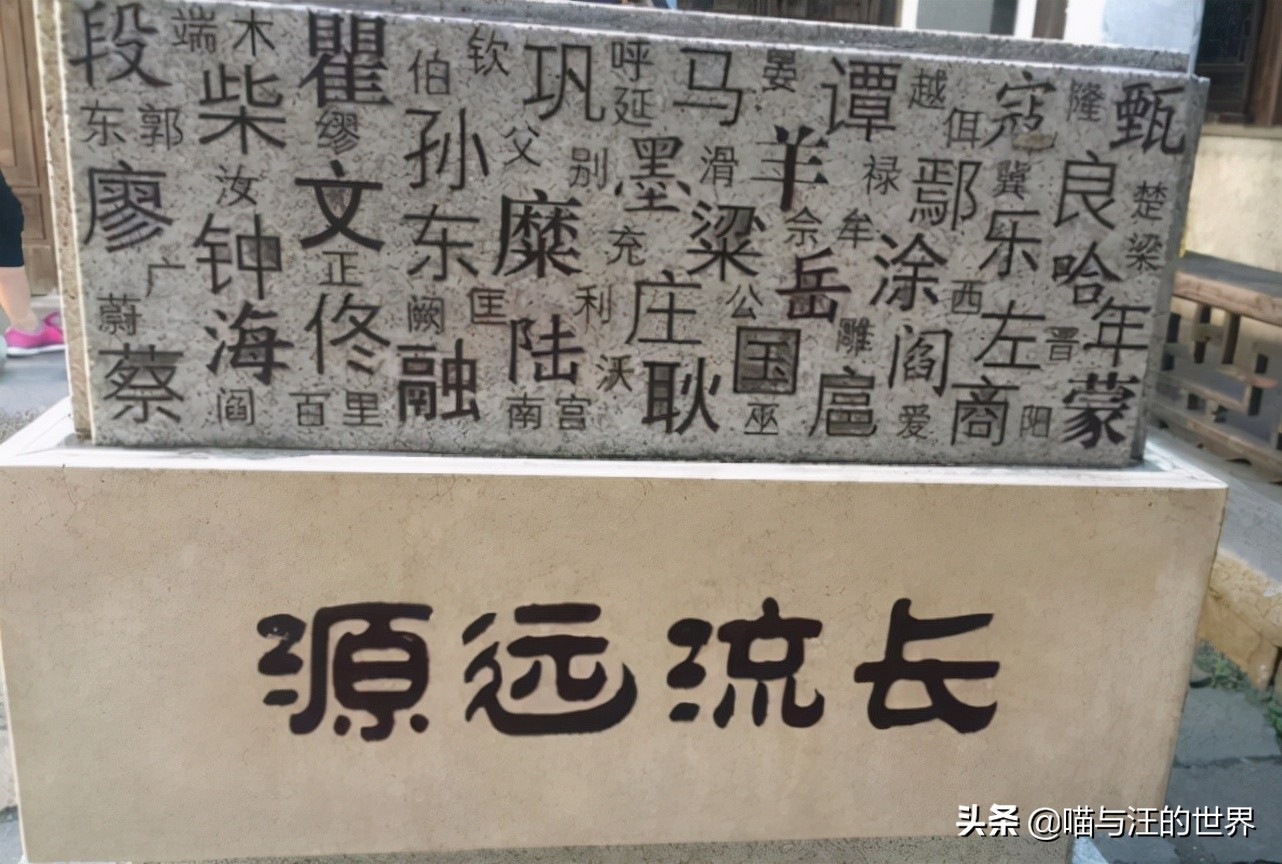 段 端木 瞿 伯 钦 巩 呼延 马 晏 谭 越 寇 隆 甄
东郭 柴 缪 孙 父 别 墨 滑 羊 禄 佴 鄢 冀 良 楚
廖 汝 钟 文 东 糜 充 粱 佘 牟 涂 乐 哈 梁
广 正 阙 匡 利 庄 公 岳 西 年
蔚 海 佟 融 陆 沃 耿 国 雕 阎 左 晋
蔡 阎 百里 南宫 巫 扈 爱 商 阳 蒙
源远流长
头条 @喵与汪的世界